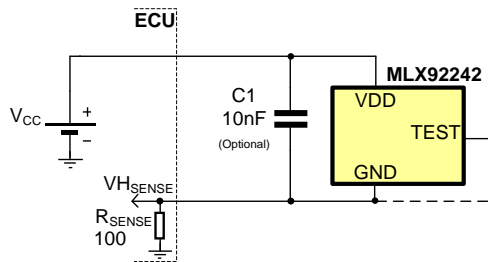 ECU
MLX92242
C1
10nF
(Optional)
VDD
VCC
+
−
TEST
GND
VHSENSE
RSENSE
100